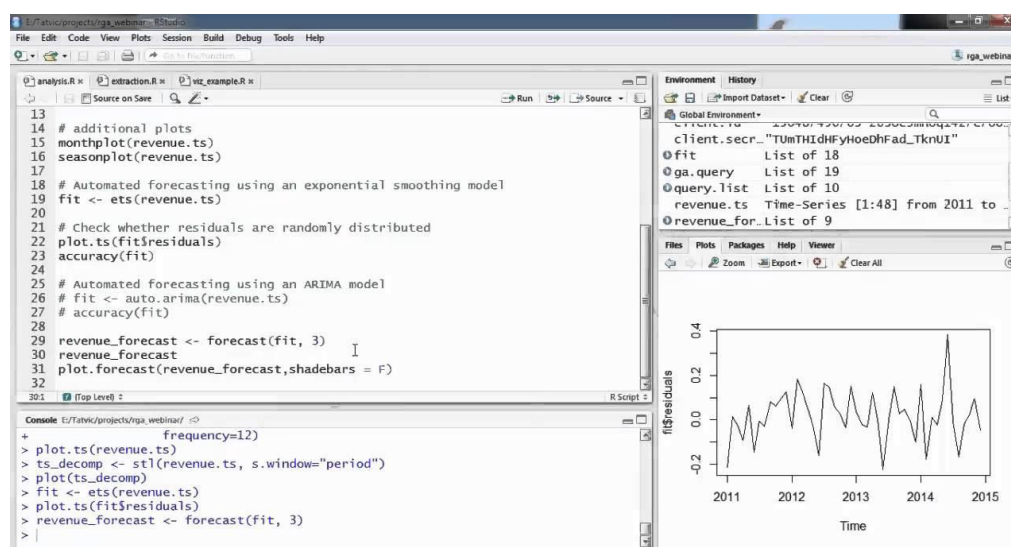 E:/Tatvic/projects/rga_webinar - RStudio
File Edit Code View Plots Session Build Debug Tools Help
Go to file/function
rga_webina
analysis.R × extraction.R × viz_example.R ×
Source on Save Run Source
13
14 # additional plots
15 monthplot(revenue.ts)
16 seasonplot(revenue.ts)
17
18 # Automated forecasting using an exponential smoothing model
19 fit <- ets(revenue.ts)
20
21 # Check whether residuals are randomly distributed
22 plot.ts(fit$residuals)
23 accuracy(fit)
24
25 # Automated forecasting using an ARIMA model
26 # fit <- auto.arima(revenue.ts)
27 # accuracy(fit)
28
29 revenue_forecast <- forecast(fit, 3)
30 revenue_forecast
31 plot.forecast(revenue_forecast,shadebars = F)
32
30:1 (Top Level) R Script
Console E:/Tatvic/projects/rga_webinar/
+ frequency=12)
> plot.ts(revenue.ts)
> ts_decomp <- stl(revenue.ts, s.window="period")
> plot(ts_decomp)
> fit <- ets(revenue.ts)
> plot.ts(fit$residuals)
> revenue_forecast <- forecast(fit, 3)
>
Environment History
Import Dataset Clear List
Global Environment
client.secr… "TUmTHIdHFyHoeDhFad_TknUI"
fit List of 18
ga.query List of 19
query.list List of 10
revenue.ts Time-Series [1:48] from 2011 to …
revenue_for… List of 9
Files Plots Packages Help Viewer
Zoom Export Clear All
fit$residuals
0.4
0.2
0.0
-0.2
2011 2012 2013 2014 2015
Time